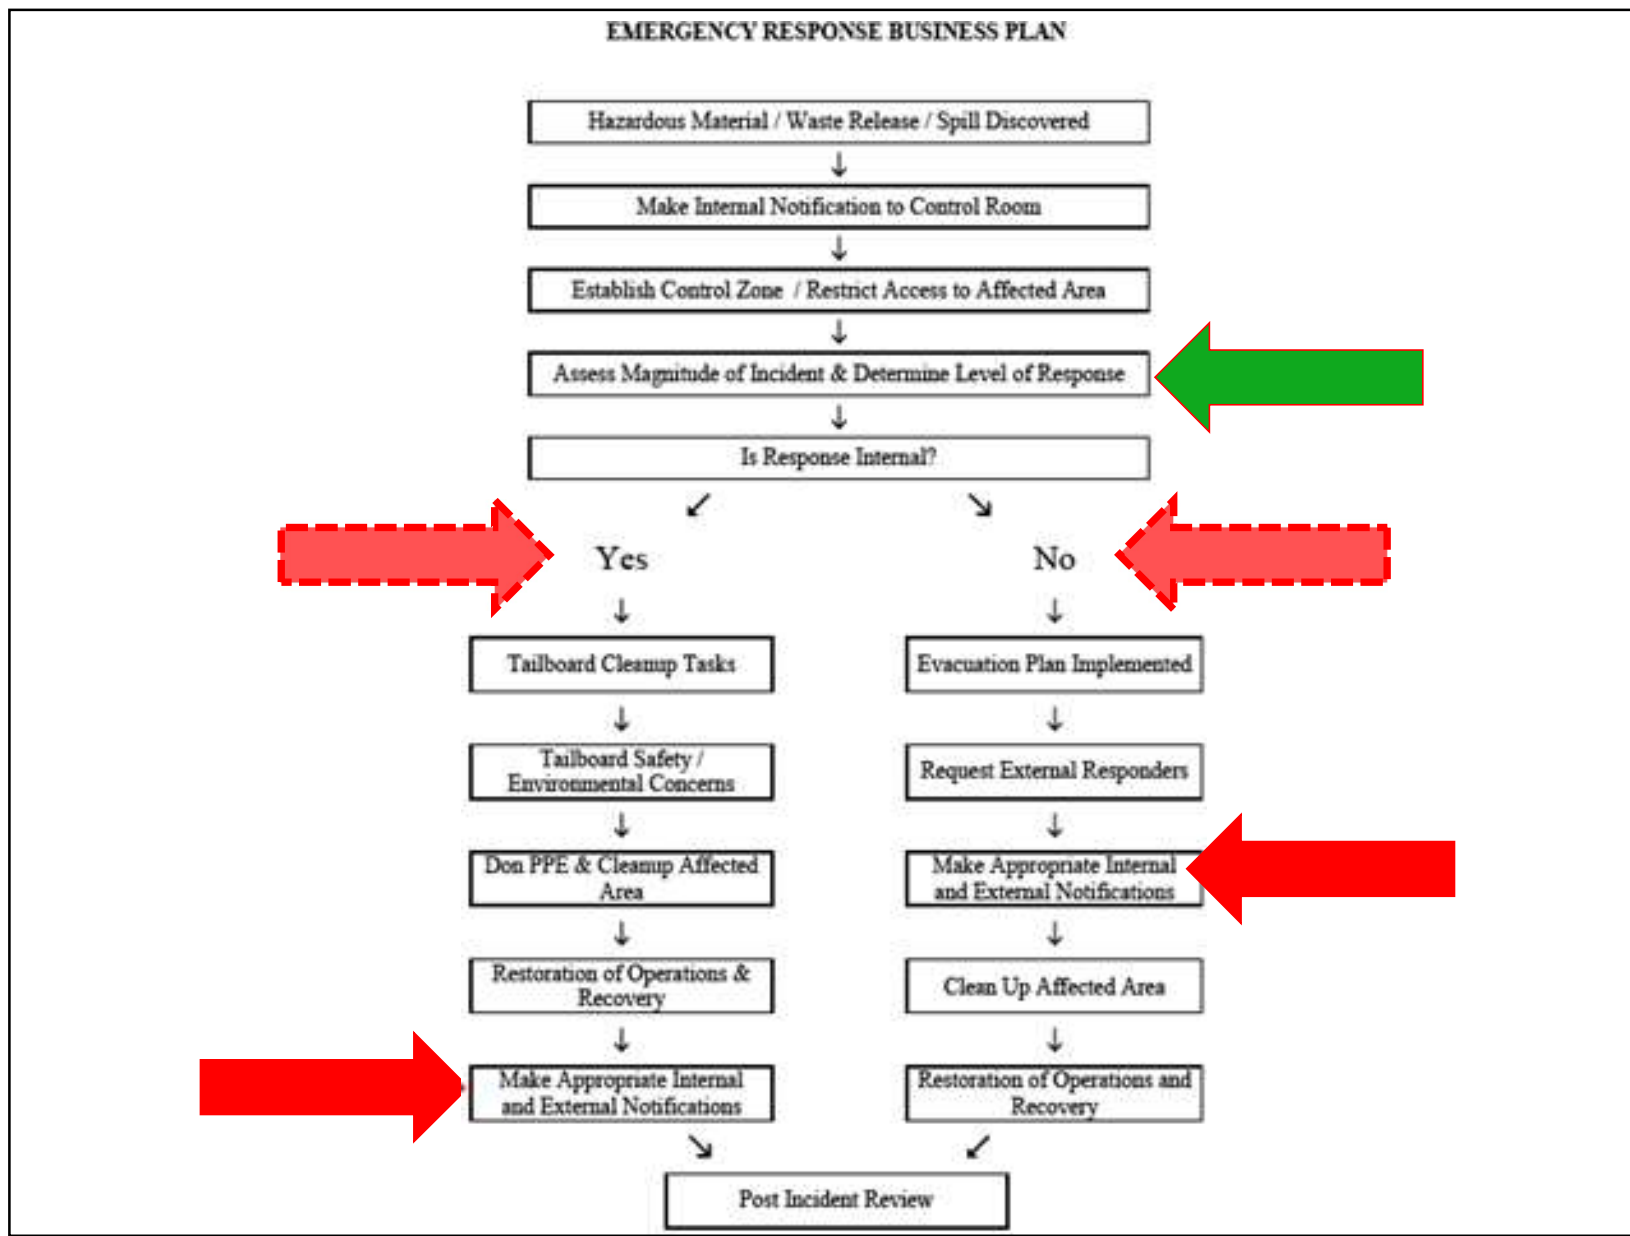 EMERGENCY RESPONSE BUSINESS PLAN
Hazardous Material / Waste Release / Spill Discovered
Make Internal Notification to Control Room
Establish Control Zone / Restrict Access to Affected Area
Assess Magnitude of Incident & Determine Level of Response
Is Response Internal?
Yes
Tailboard Cleanup Tasks
Tailboard Safety /
Environmental Concerns
Don PPE & Cleanup Affected
Area
Restoration of Operations &
Recovery
Make Appropriate Internal
and External Notifications
No
Evacuation Plan Implemented
Request External Responders
Make Appropriate Internal
and External Notifications
Clean Up Affected Area
Restoration of Operations and
Recovery
Post Incident Review